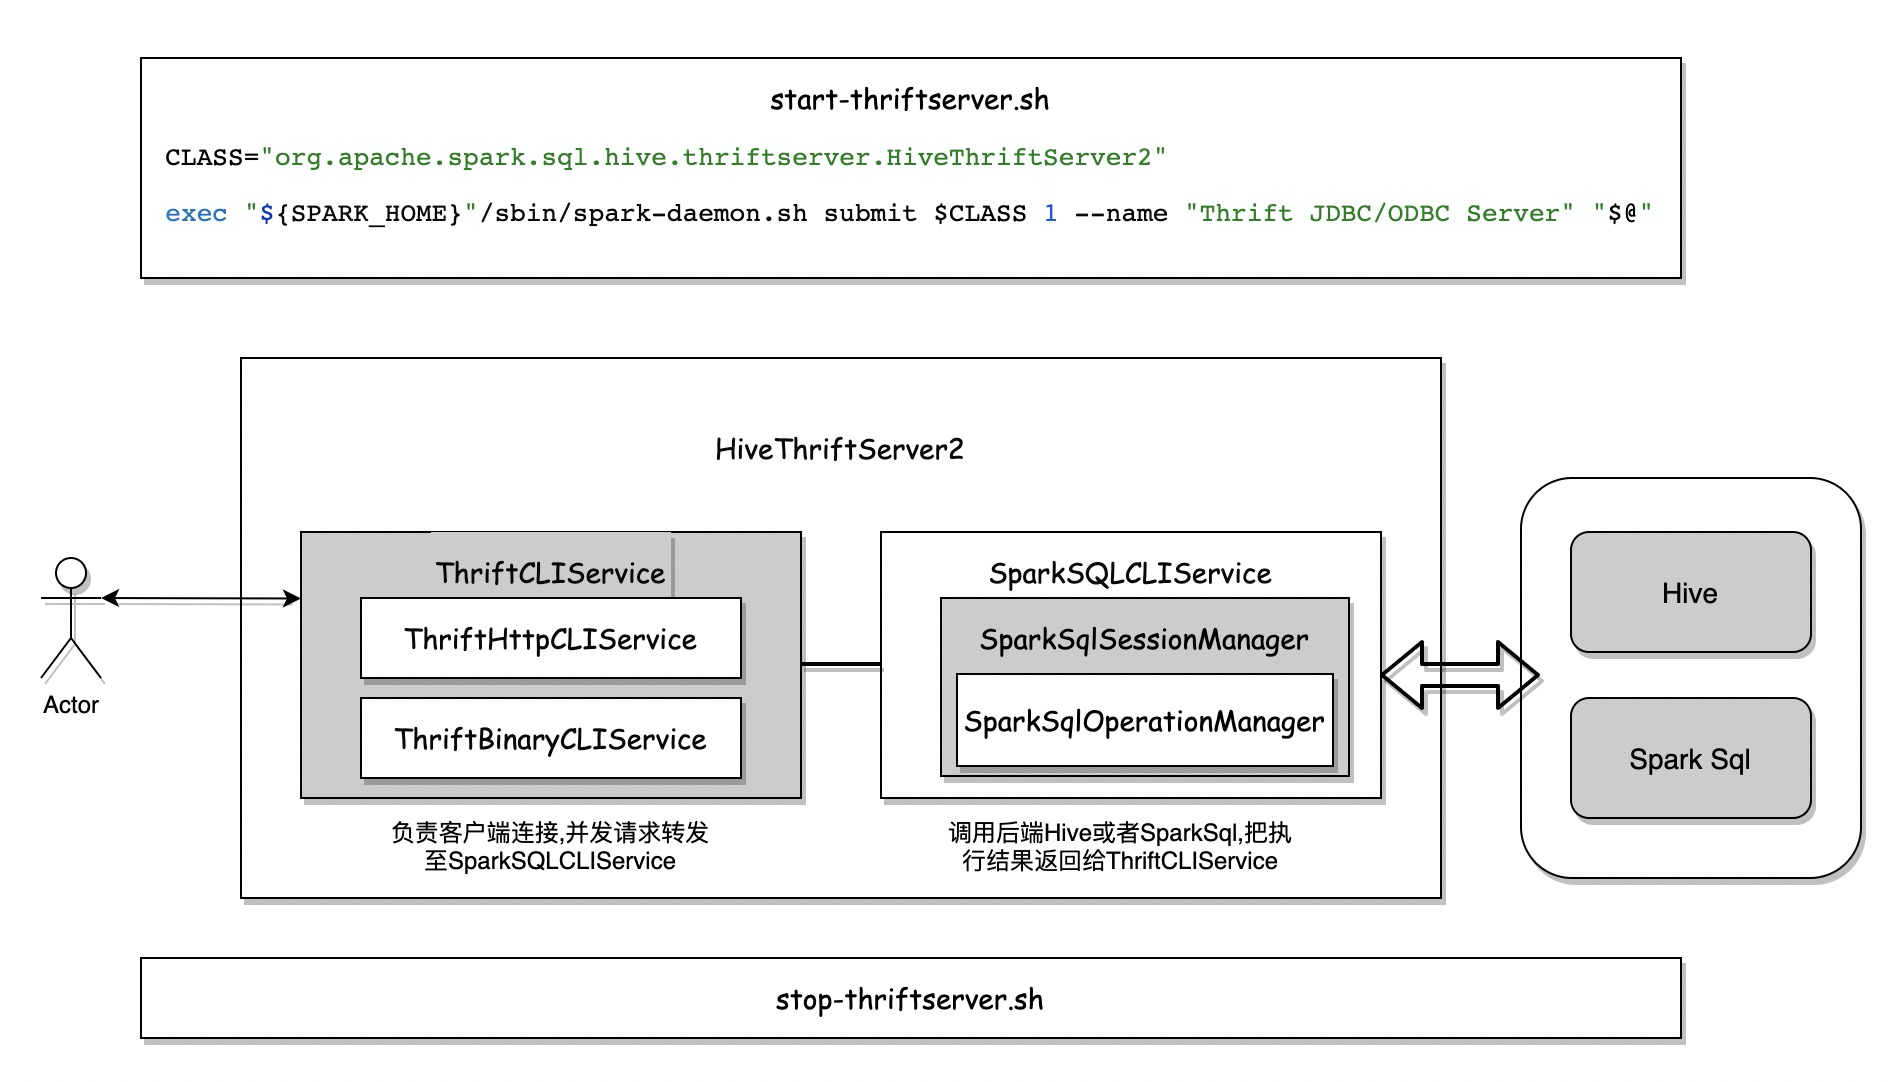 start-thriftserver.sh
CLASS="org.apache.spark.sql.hive.thriftserver.HiveThriftServer2"
exec "${SPARK_HOME}"/sbin/spark-daemon.sh submit $CLASS 1 --name "Thrift JDBC/ODBC Server" "$@"
HiveThriftServer2
ThriftCLIService
ThriftHttpCLIService
ThriftBinaryCLIService
负责客户端连接,并发请求转发
至SparkSQLCLIService
SparkSQLCLIService
SparkSqlSessionManager
SparkSqlOperationManager
调用后端Hive或者SparkSql,把执
行结果返回给ThriftCLIService
Actor
Hive
Spark Sql
stop-thriftserver.sh